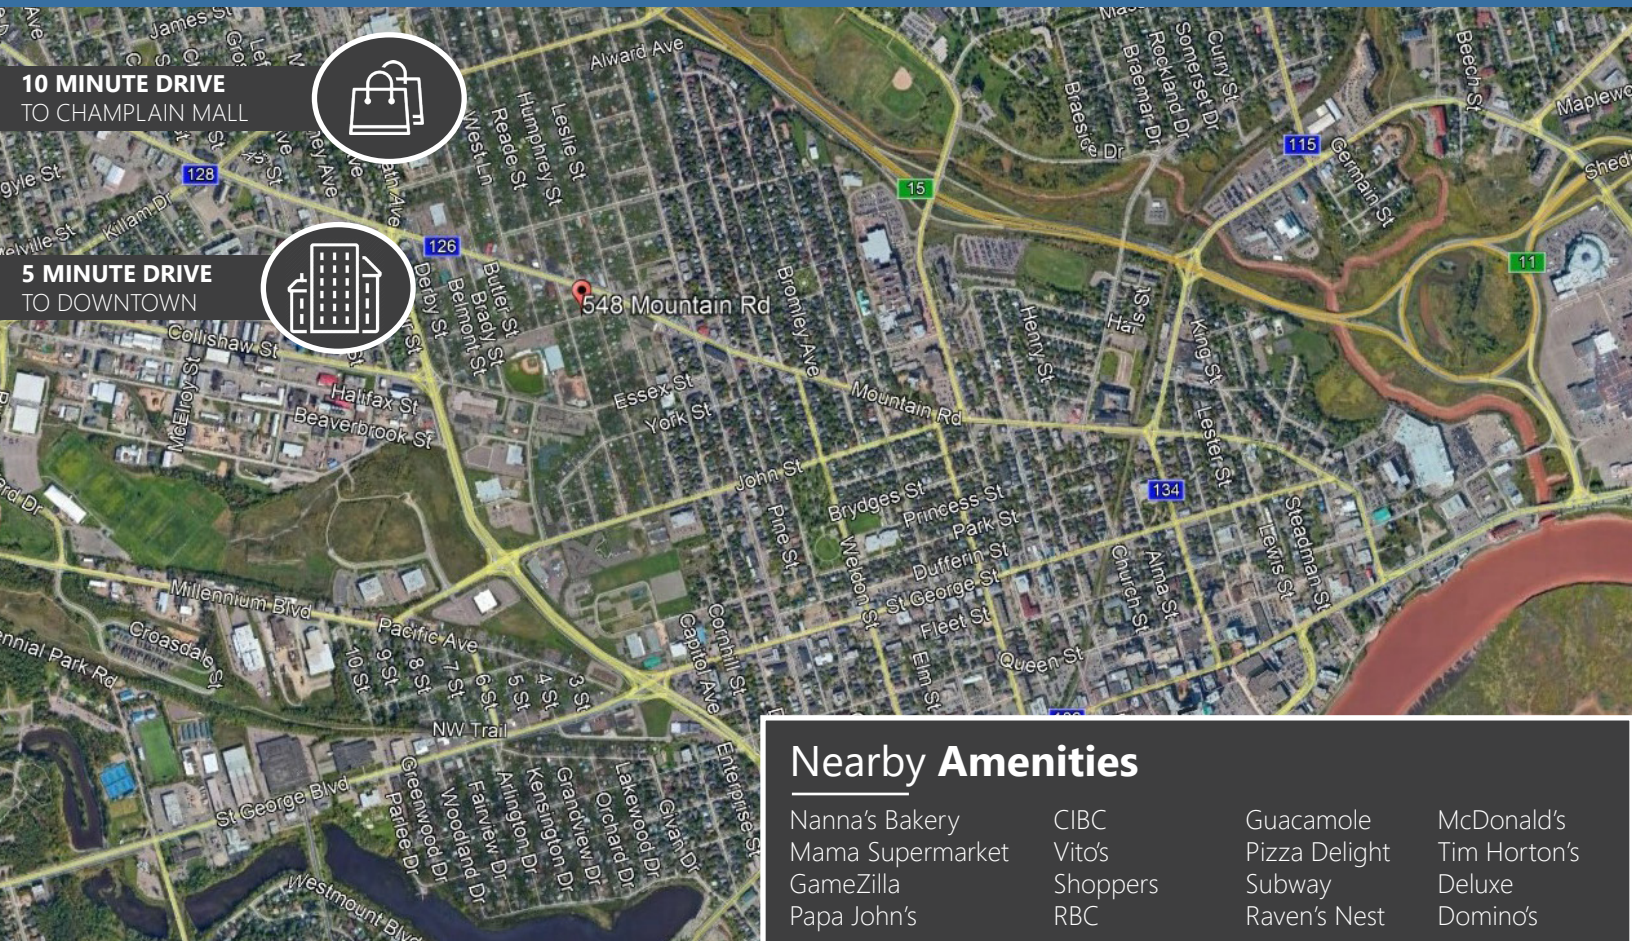 James St
Alward Ave
10 MINUTE DRIVE
TO CHAMPLAIN MALL
West Ln
Reade St
Humphrey St
Leslie St
Braeside Dr
Braemar Dr
Rockland Dr
Somerset Dr
Curry St
Beech St
115
Germain St
128
Killam Dr
15
126
11
5 MINUTE DRIVE
TO DOWNTOWN
548 Mountain Rd
Derby St
Belmont St
Brady St
Butler St
Bromley Ave
Henry St
King St
Collishaw St
McElroy St
Halifax St
Beaverbrook St
Essex St
York St
Mountain Rd
Lester St
John St
134
Brydges St
Princess St
Park St
Dufferin St
St George St
Fleet St
Pine St
Weldon St
Elm St
Queen St
Church St
Alma St
Lewis St
Steadman St
Millennium Blvd
Croasdale St
Pacific Ave
10 St
9 St
8 St
7 St
6 St
5 St
4 St
3 St
Capitol Ave
Cornhill St
NW Trail
St George Blvd
Greenwood Dr
Parlee Dr
Woodland Dr
Fairview Dr
Arlington Dr
Kensington Dr
Grandview Dr
Orchard Dr
Lakewood Dr
Givan Dr
Enterprise St
Westmount Blvd
Nearby Amenities
Nanna's Bakery
Mama Supermarket
GameZilla
Papa John's
CIBC
Vito's
Shoppers
RBC
Guacamole
Pizza Delight
Subway
Raven's Nest
McDonald's
Tim Horton's
Deluxe
Domino's